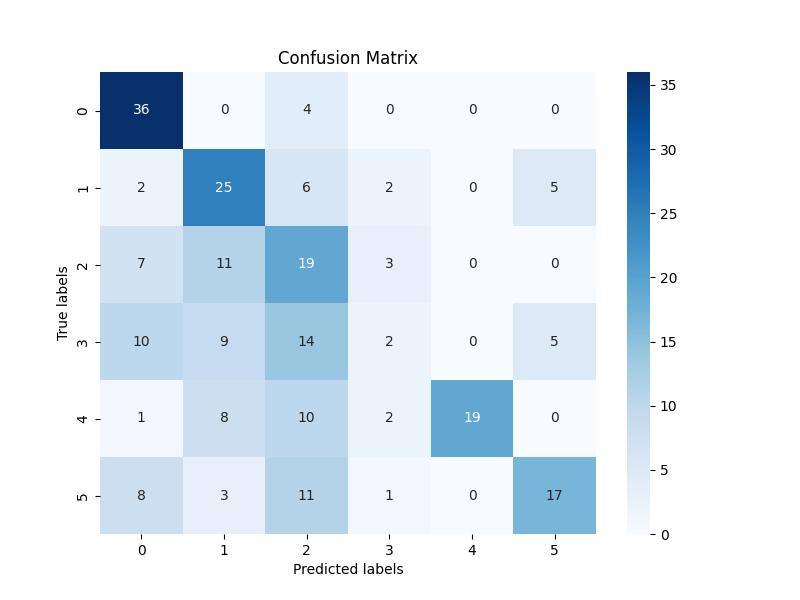 Confusion Matrix
True labels
0 36 0 4 0 0 0
1 2 25 6 2 0 5
2 7 11 19 3 0 0
3 10 9 14 2 0 5
4 1 8 10 2 19 0
5 8 3 11 1 0 17
0 1 2 3 4 5
Predicted labels
35
30
25
20
15
10
5
0